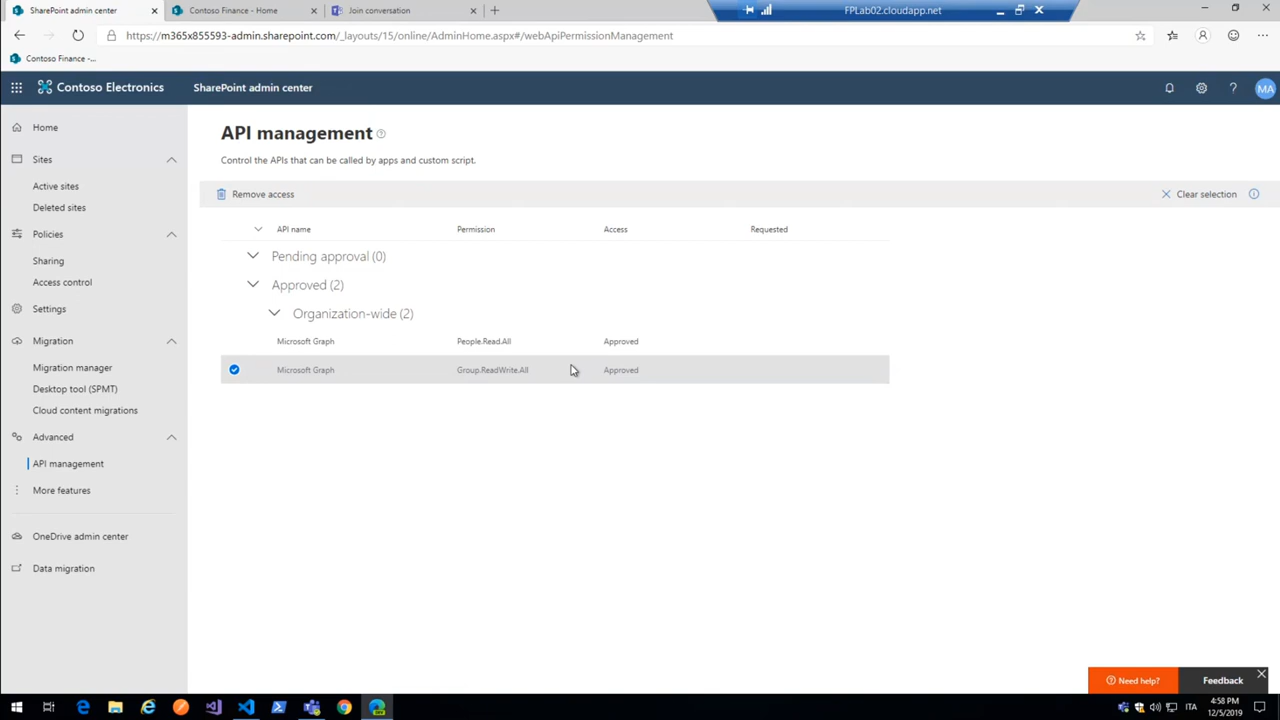 SharePoint admin center
Contoso Finance - Home
Join conversation
FPLab02.cloudapp.net
https://m365x855593-admin.sharepoint.com/_layouts/15/online/AdminHome.aspx#/webApiPermissionManagement
Contoso Finance -...
Contoso Electronics
SharePoint admin center
MA
Home
Sites
Active sites
Deleted sites
Policies
Sharing
Access control
Settings
Migration
Migration manager
Desktop tool (SPMT)
Cloud content migrations
Advanced
API management
More features
OneDrive admin center
Data migration
API management
Control the APIs that can be called by apps and custom script.
Remove access
Clear selection
API name Permission Access Requested
Pending approval (0)
Approved (2)
Organization-wide (2)
Microsoft Graph People.Read.All Approved
Microsoft Graph Group.ReadWrite.All Approved
Need help?
Feedback
ITA
4:58 PM
12/5/2019